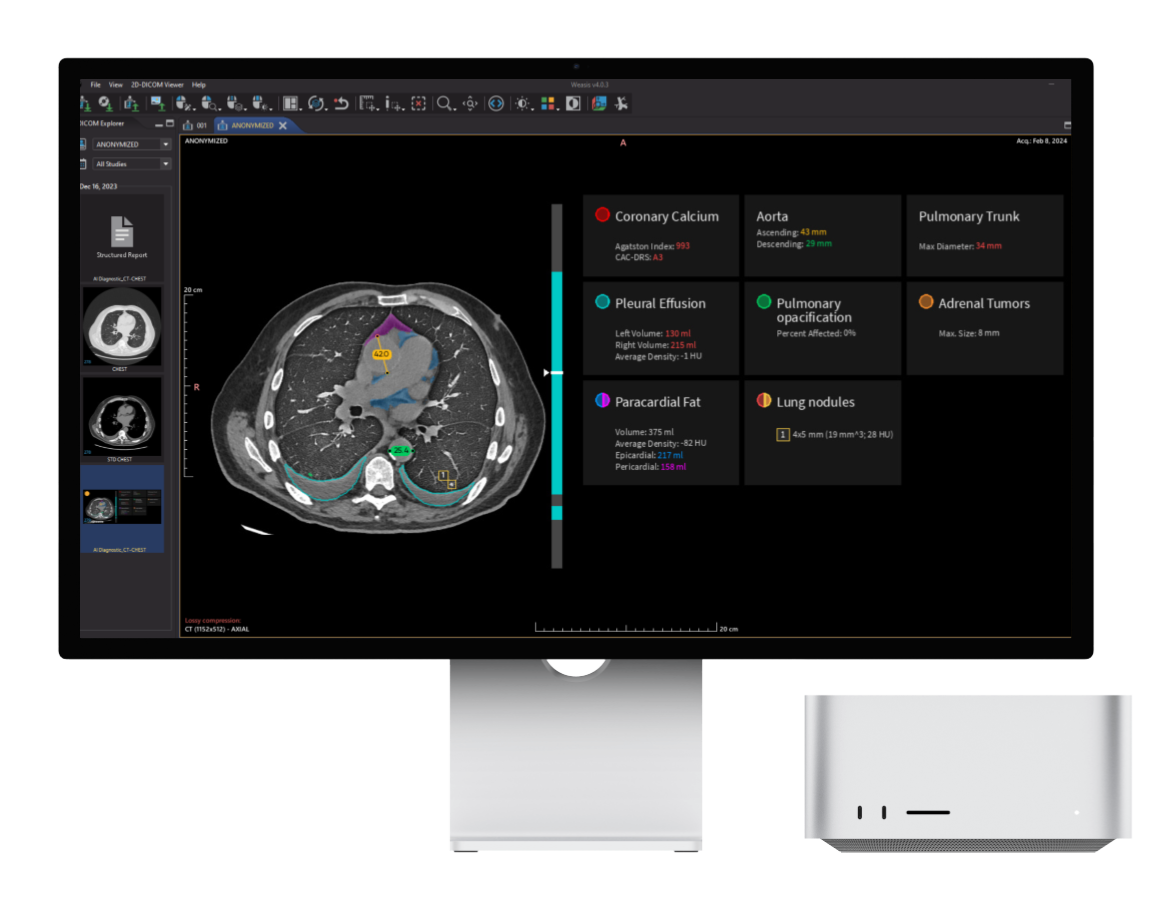 File View 2D-DICOM Viewer Help
Weasis v4.0.3
DICOM Explorer
001
ANONYMIZED
ANONYMIZED
All Studies
Dec 16, 2023
Structured Report
AI Diagnostic_CT-CHEST
CHEST
STD CHEST
AI Diagnostic_CT-CHEST
ANONYMIZED
A
Acq.: Feb 8, 2024
20 cm
R
42.0
25.4
1
Coronary Calcium
Agatston Index: 993
CAC-DRS: A3
Aorta
Ascending: 43 mm
Descending: 29 mm
Pulmonary Trunk
Max Diameter: 34 mm
Pleural Effusion
Left Volume: 130 ml
Right Volume: 215 ml
Average Density: -1 HU
Pulmonary
opacification
Percent Affected: 0%
Adrenal Tumors
Max. Size: 8 mm
Paracardial Fat
Volume: 375 ml
Average Density: -82 HU
Epicardial: 217 ml
Pericardial: 158 ml
Lung nodules
1 4x5 mm (19 mm^3; 28 HU)
Lossy compression:
CT (1152x512) - AXIAL
20 cm